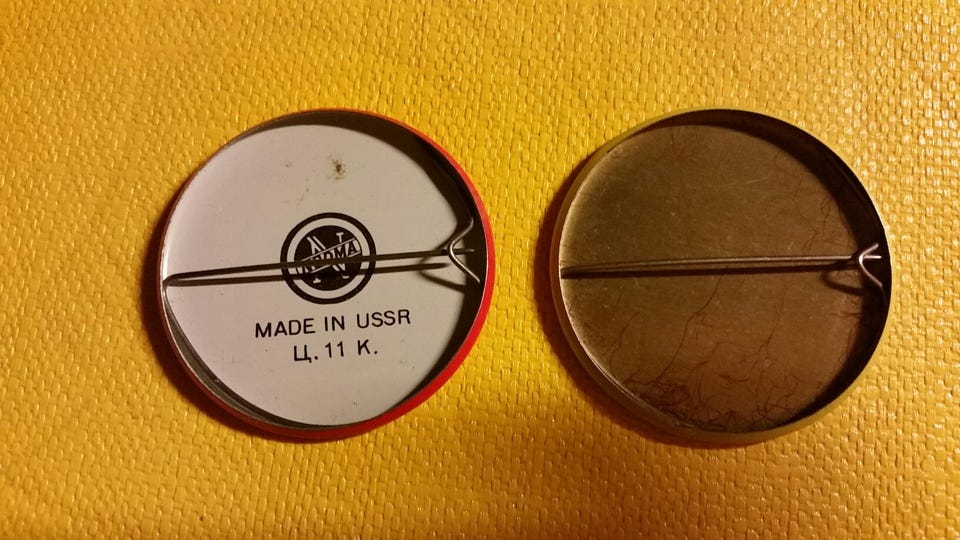 NORMA
MADE IN USSR
Ц. 11 К.